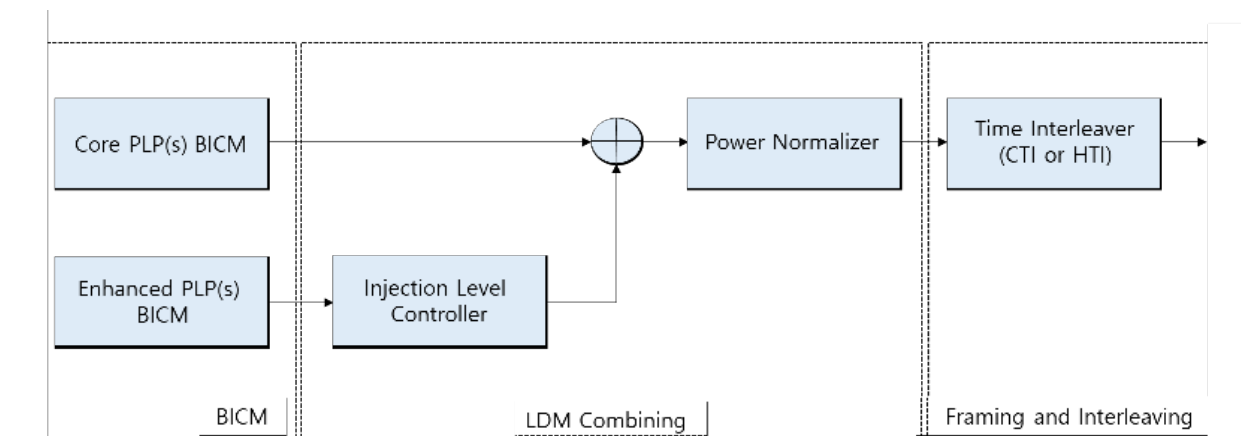 Core PLP(s) BICM
Power Normalizer
Time Interleaver
(CTI or HTI)
Enhanced PLP(s)
BICM
Injection Level
Controller
BICM
LDM Combining
Framing and Interleaving